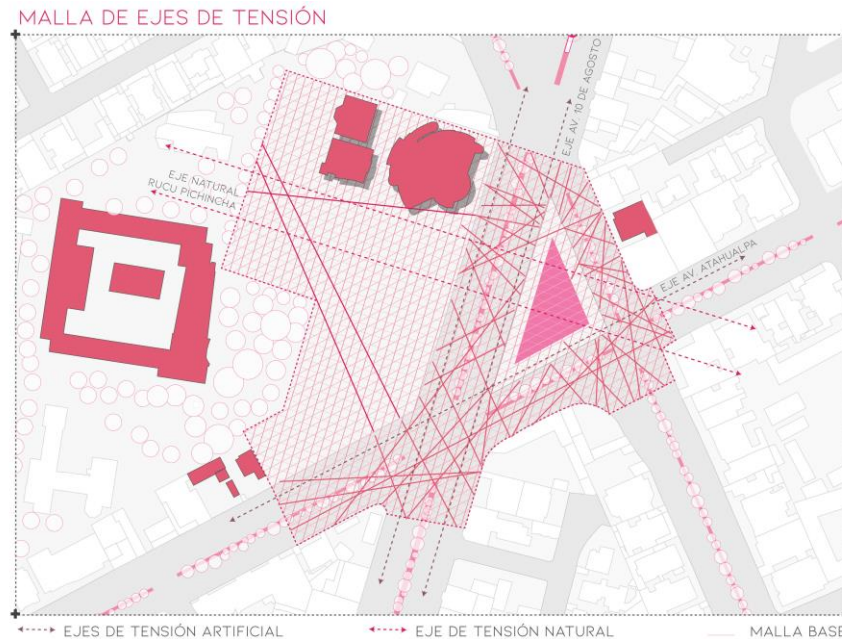 MALLA DE EJES DE TENSIÓN
EJE AV. 10 DE AGOSTO
EJE NATURAL
RUCU PICHINCHA
EJE AV. ATAHUALPA
EJES DE TENSIÓN ARTIFICIAL
EJE DE TENSIÓN NATURAL
MALLA BASE